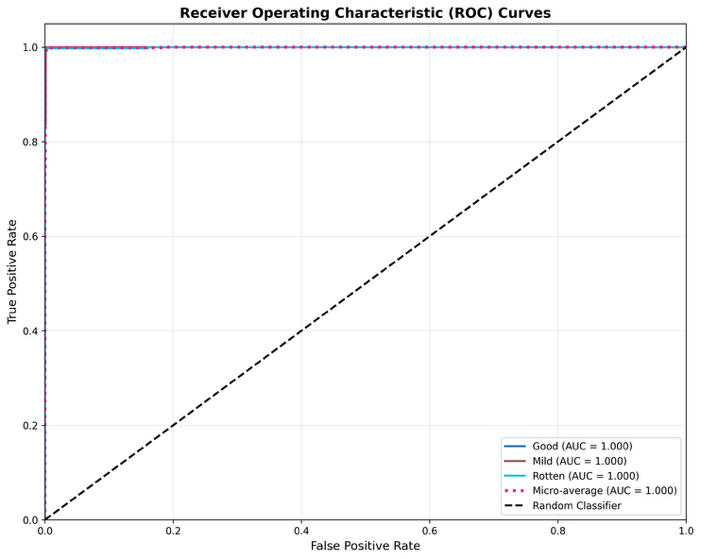 Receiver Operating Characteristic (ROC) Curves
True Positive Rate
1.0
0.8
0.6
0.4
0.2
0.0
0.0 0.2 0.4 0.6 0.8 1.0
False Positive Rate
Good (AUC = 1.000)
Mild (AUC = 1.000)
Rotten (AUC = 1.000)
Micro-average (AUC = 1.000)
Random Classifier